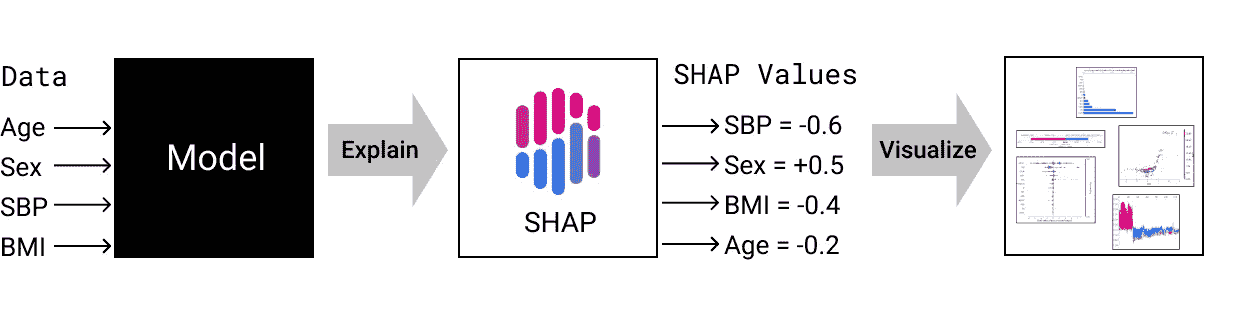 Data
Age
Sex
SBP
BMI
Model
Explain
SHAP
SHAP Values
SBP = -0.6
Sex = +0.5
BMI = -0.4
Age = -0.2
Visualize